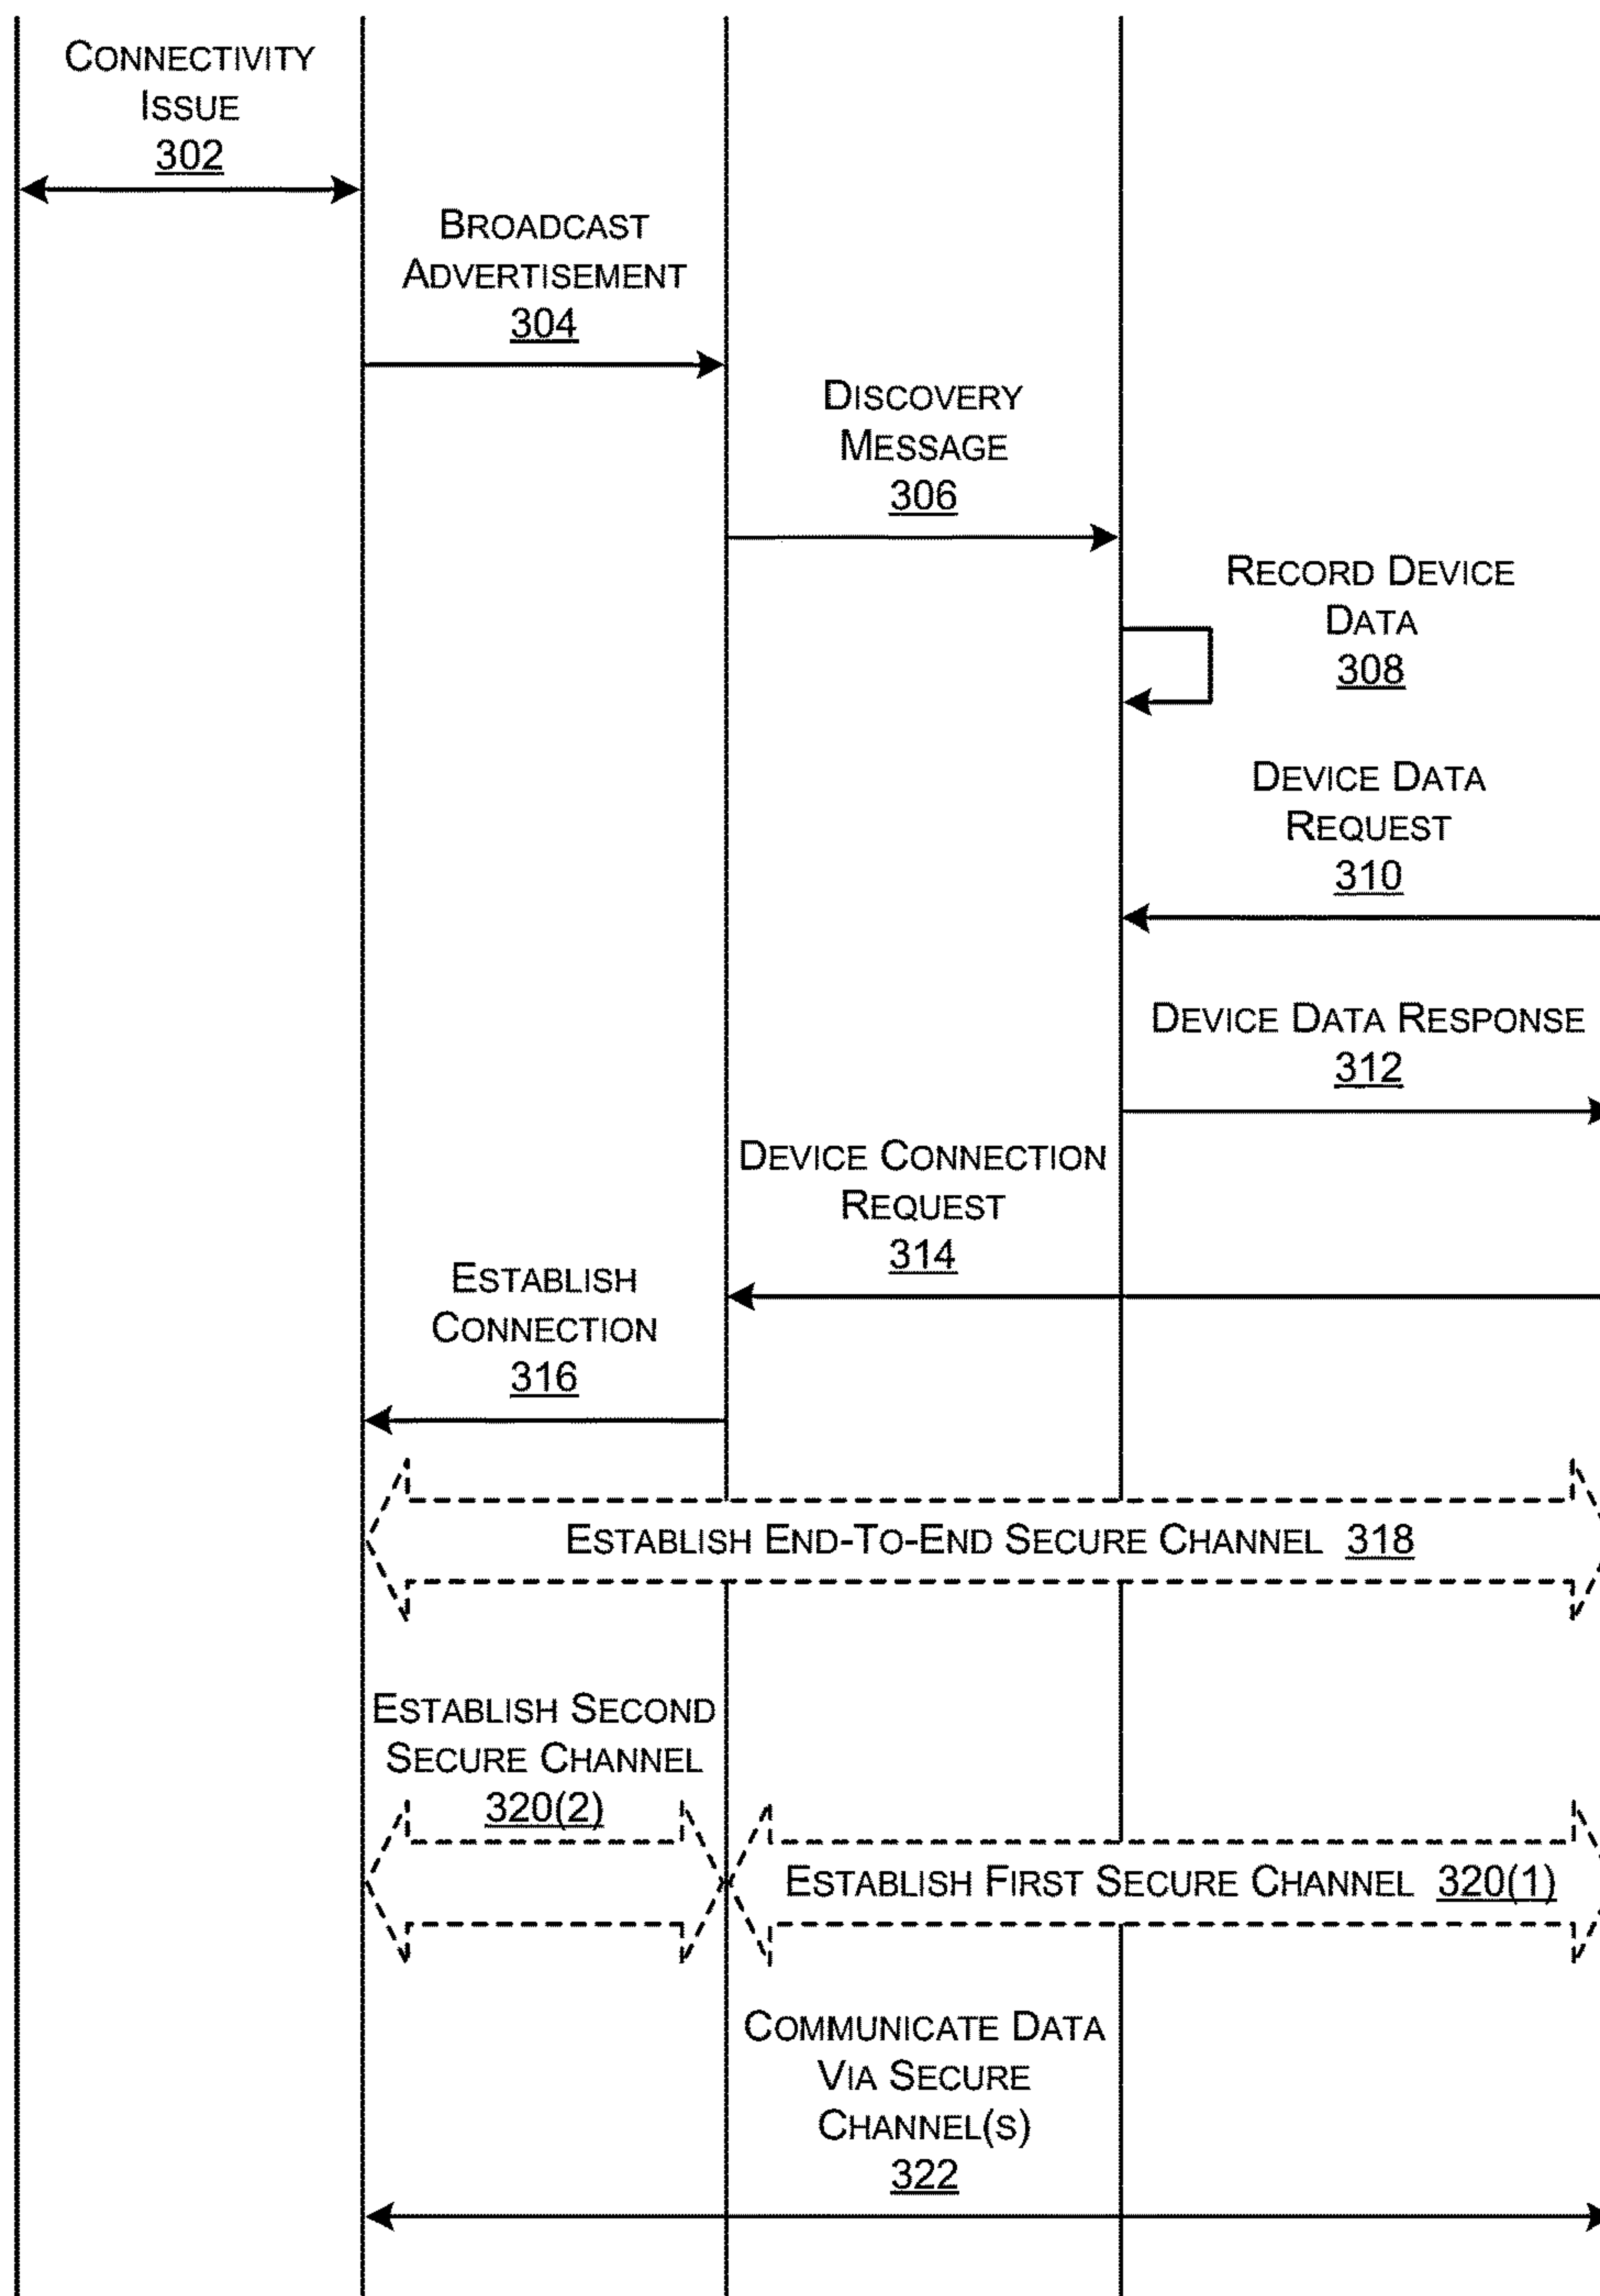 CONNECTIVITY
ISSUE
302
BROADCAST
ADVERTISEMENT
304
DISCOVERY
MESSAGE
306
RECORD DEVICE
DATA
308
DEVICE DATA
REQUEST
310
DEVICE DATA RESPONSE
312
DEVICE CONNECTION
REQUEST
314
ESTABLISH
CONNECTION
316
ESTABLISH END-TO-END SECURE CHANNEL 318
ESTABLISH SECOND
SECURE CHANNEL
320(2)
ESTABLISH FIRST SECURE CHANNEL 320(1)
COMMUNICATE DATA
VIA SECURE
CHANNEL(S)
322